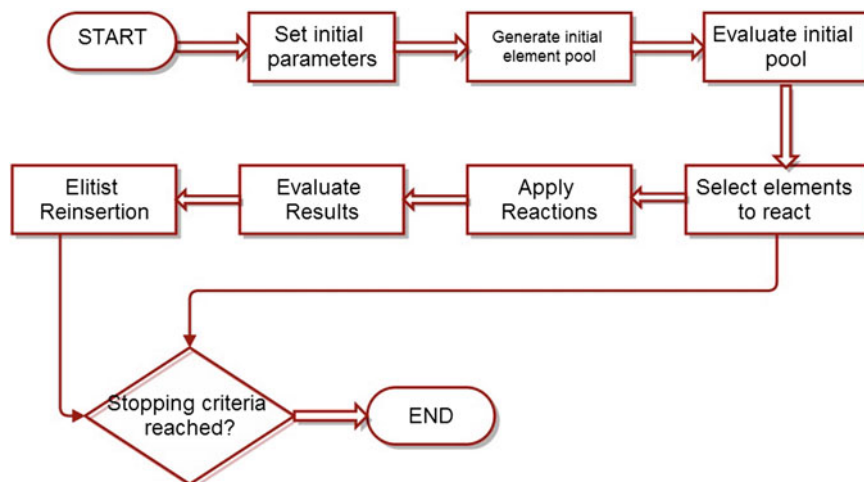 START
Set initial
parameters
Generate initial
element pool
Evaluate initial
pool
Elitist
Reinsertion
Evaluate
Results
Apply
Reactions
Select elements
to react
Stopping criteria
reached?
END